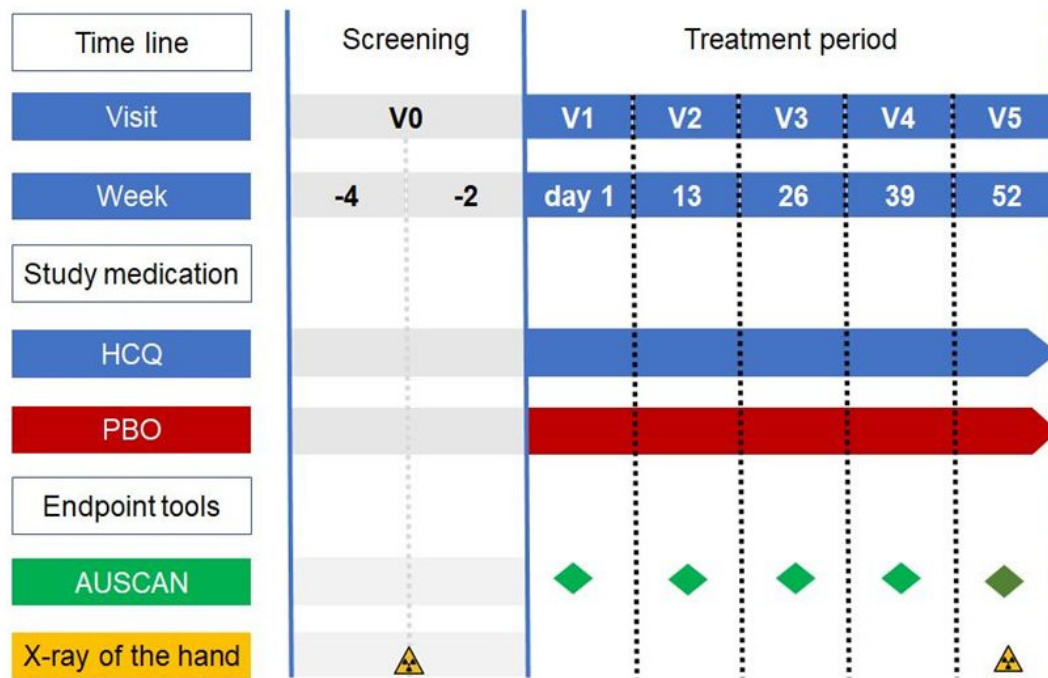 Time line Screening Treatment period
Visit V0 V1 V2 V3 V4 V5
Week -4 -2 day 1 13 26 39 52
Study medication
HCQ
PBO
Endpoint tools
AUSCAN
X-ray of the hand